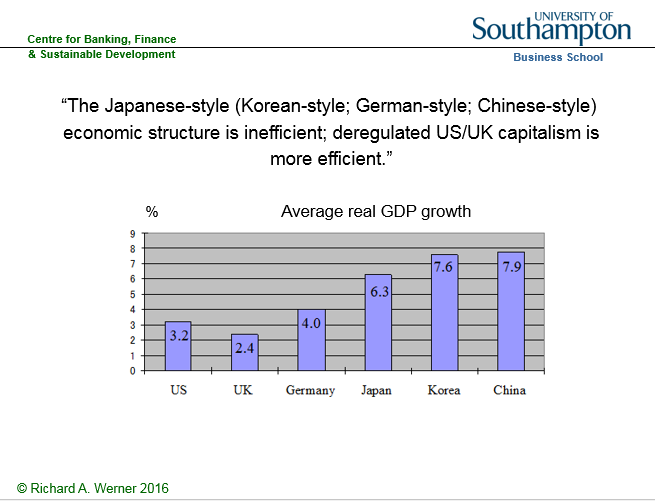 Centre for Banking, Finance
& Sustainable Development
UNIVERSITY OF
Southampton
Business School
“The Japanese-style (Korean-style; German-style; Chinese-style)
economic structure is inefficient; deregulated US/UK capitalism is
more efficient.”
% Average real GDP growth
9
8
7
6
5
4
3
2
1
0
3.2
2.4
4.0
6.3
7.6
7.9
US UK Germany Japan Korea China
© Richard A. Werner 2016